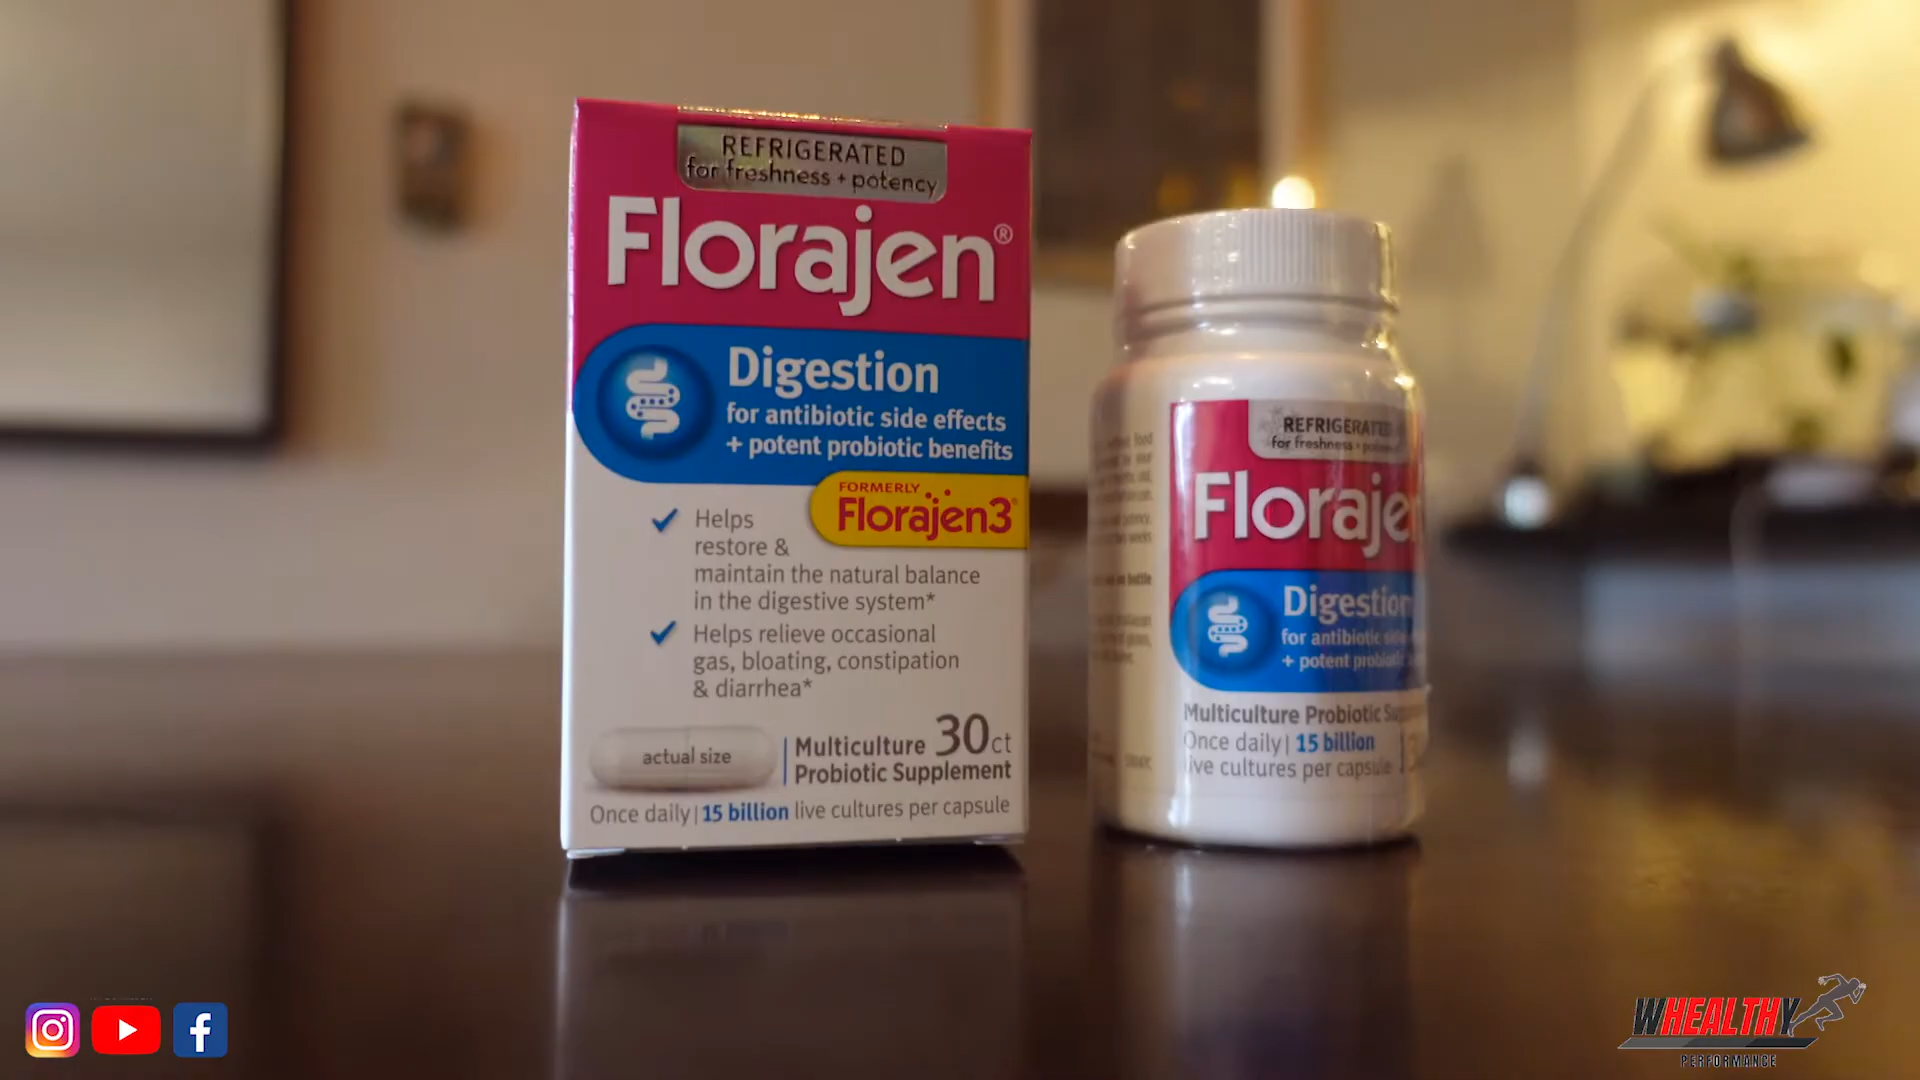 REFRIGERATED
for freshness + potency
Florajen®
Digestion
for antibiotic side effects
+ potent probiotic benefits
FORMERLY
Florajen3®
Helps
restore &
maintain the natural balance
in the digestive system*
Helps relieve occasional
gas, bloating, constipation
& diarrhea*
actual size
Multiculture 30ct
Probiotic Supplement
Once daily | 15 billion live cultures per capsule
REFRIGERATED
for freshness +
Floraje
Digestion
for antibiotic
+ potent
Multiculture Probiotic
Once daily | 15 billion
live cultures per capsule
WHEALTHY
PERFORMANCE